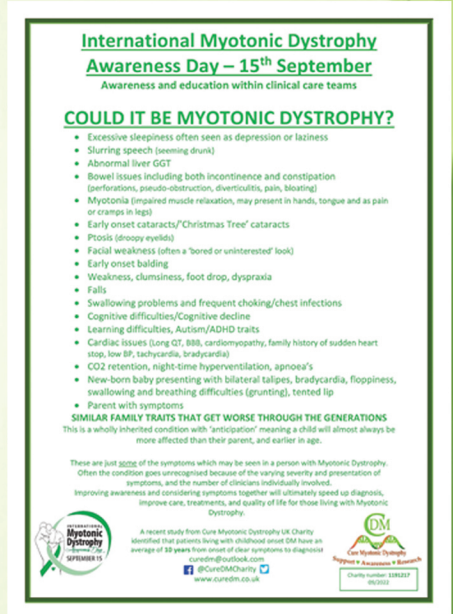 International Myotonic Dystrophy
Awareness Day – 15th September
Awareness and education within clinical care teams
COULD IT BE MYOTONIC DYSTROPHY?
• Excessive sleepiness often seen as depression or laziness
• Slurring speech (seeming drunk)
• Abnormal liver GGT
• Bowel issues including both incontinence and constipation
(perforations, pseudo-obstruction, diverticulitis, pain, bloating)
• Myotonia (impaired muscle relaxation, may present in hands, tongue and as pain
or cramps in legs)
• Early onset cataracts/'Christmas Tree' cataracts
• Ptosis (droopy eyelids)
• Facial weakness (often a 'bored or uninterested' look)
• Early onset balding
• Weakness, clumsiness, foot drop, dyspraxia
• Falls
• Swallowing problems and frequent choking/chest infections
• Cognitive difficulties/Cognitive decline
• Learning difficulties, Autism/ADHD traits
• Cardiac issues (Long QT, BBB, cardiomyopathy, family history of sudden heart
stop, low BP, tachycardia, bradycardia)
• CO2 retention, night-time hyperventilation, apnoea's
• New-born baby presenting with bilateral talipes, bradycardia, floppiness,
swallowing and breathing difficulties (grunting), tented lip
• Parent with symptoms
SIMILAR FAMILY TRAITS THAT GET WORSE THROUGH THE GENERATIONS
This is a wholly inherited condition with 'anticipation' meaning a child will almost always be
more affected than their parent, and earlier in age.
These are just some of the symptoms which may be seen in a person with Myotonic Dystrophy.
Often the condition goes unrecognised because of the varying severity and presentation of
symptoms, and the number of clinicians individually involved.
Improving awareness and considering symptoms together will ultimately speed up diagnosis,
improve care, treatments, and quality of life for those living with Myotonic
Dystrophy.
INTERNATIONAL
Myotonic
Dystrophy
Awareness Day
SEPTEMBER 15
A recent study from Cure Myotonic Dystrophy UK Charity
identified that patients living with childhood onset DM have an
average of 10 years from onset of clear symptoms to diagnosis!
curedm@outlook.com
@CureDMCharity
www.curedm.co.uk
CDM
Cure Myotonic Dystrophy
Support • Awareness • Research
Charity number: 1191217
09/2022